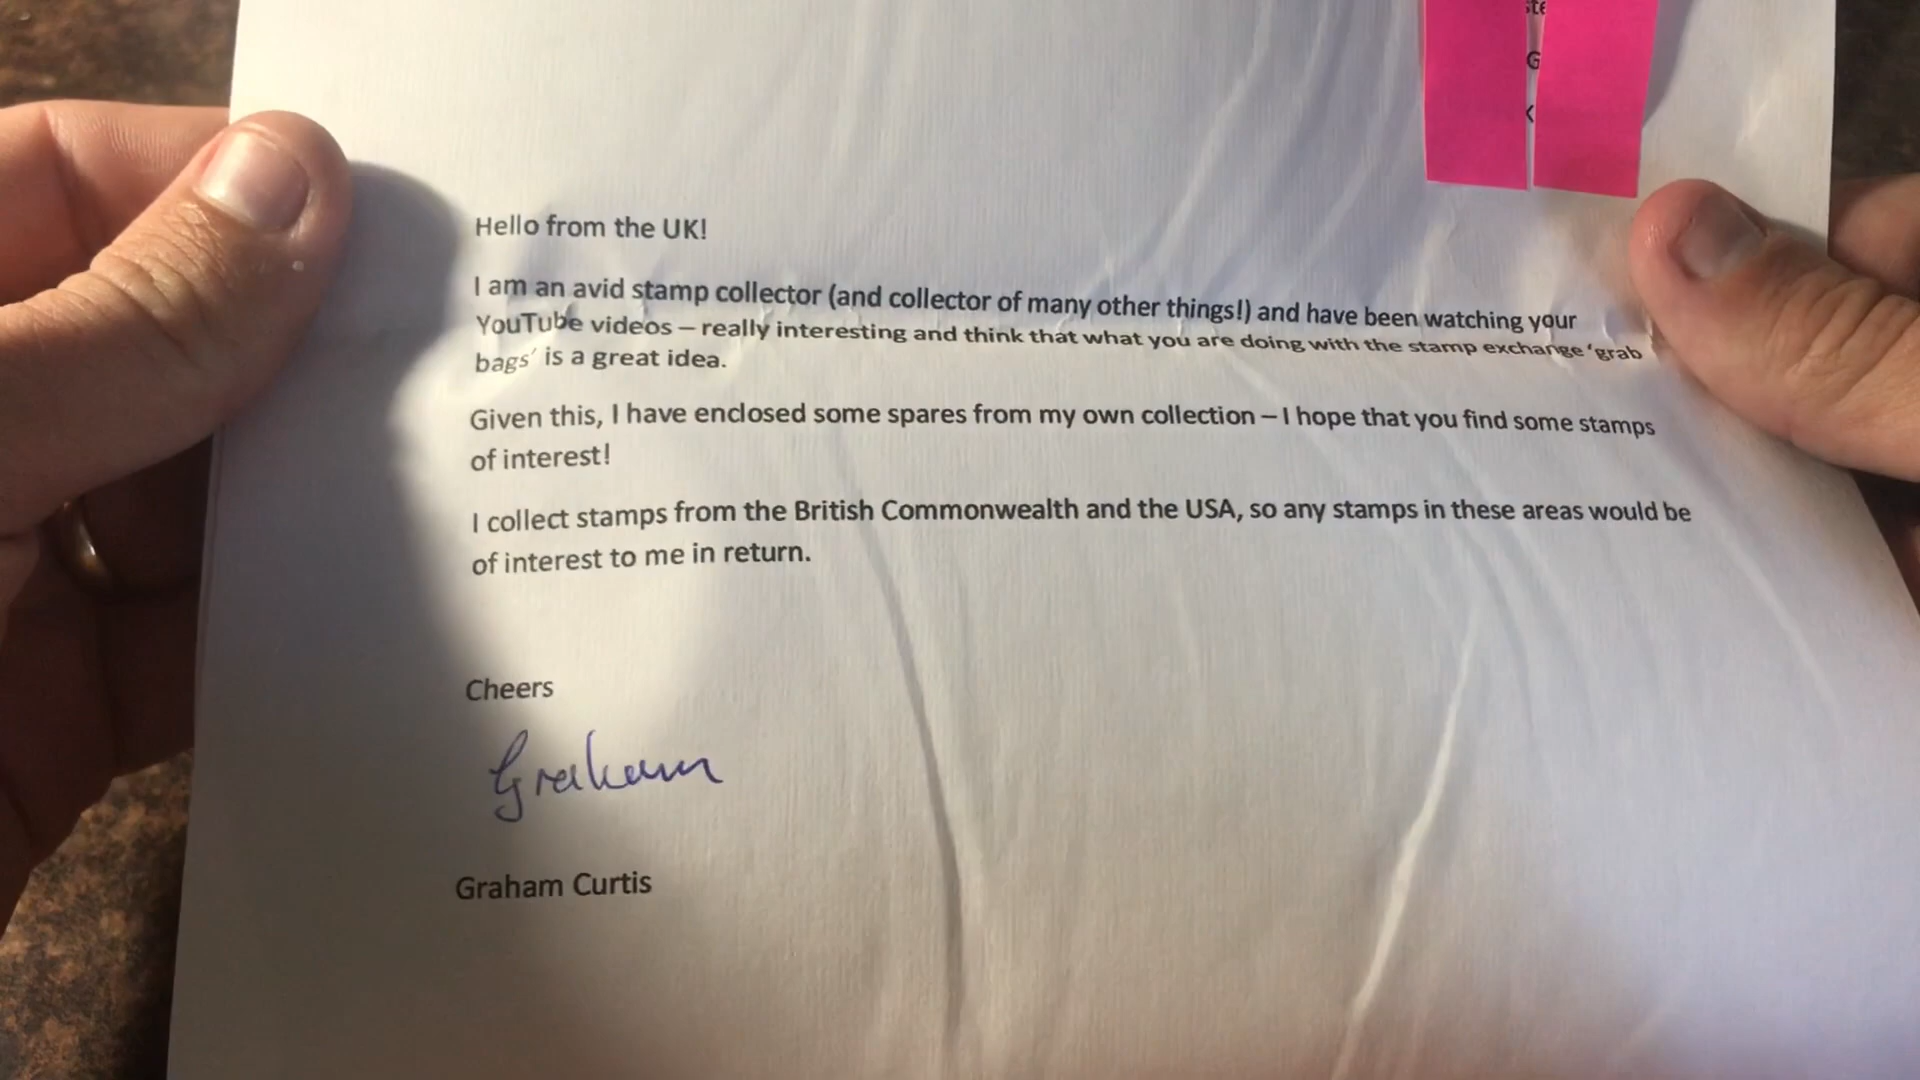 Hello from the UK!
I am an avid stamp collector (and collector of many other things!) and have been watching your
YouTube videos – really interesting and think that what you are doing with the stamp exchange ‘grab
bags’ is a great idea.
Given this, I have enclosed some spares from my own collection – I hope that you find some stamps
of interest!
I collect stamps from the British Commonwealth and the USA, so any stamps in these areas would be
of interest to me in return.
Cheers
Graham
Graham Curtis